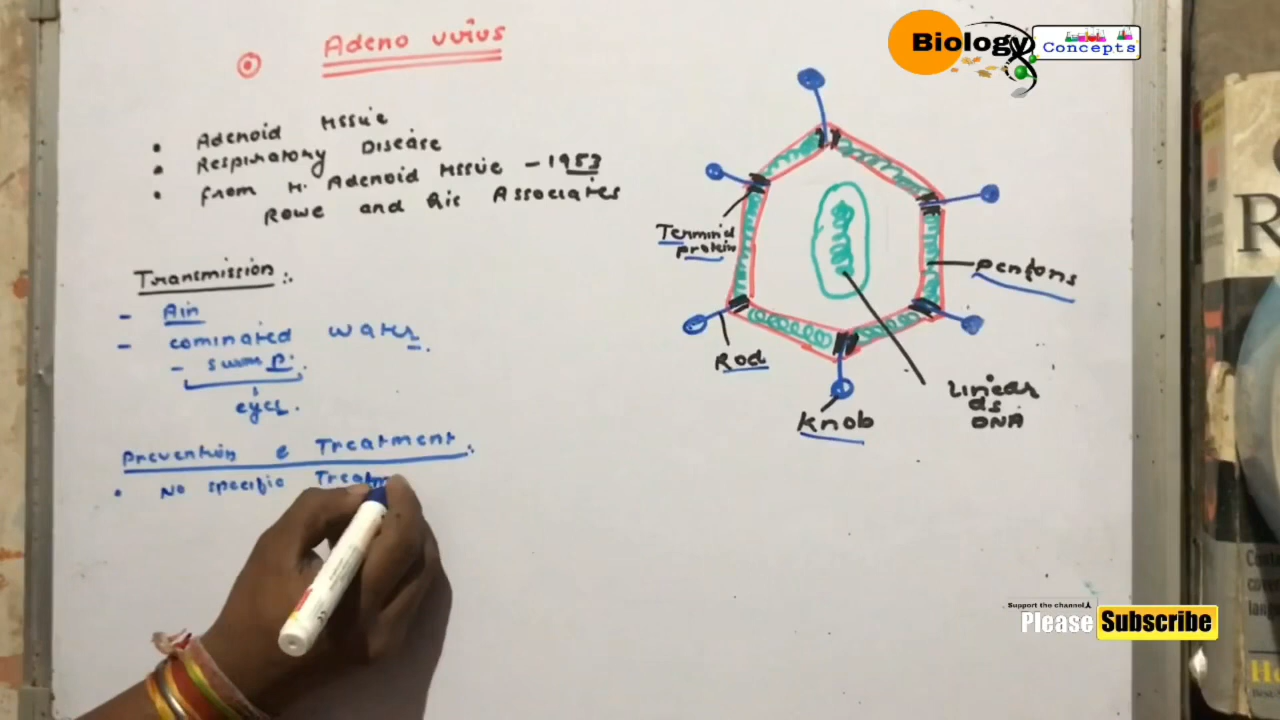 Adeno virus
• Adenoid tissue
• Respiratory Disease
• from H. Adenoid tissue - 1953
Rowe and his Associates
Transmission :.
- Air
- cominated water.
- swim P.
eyes.
Prevention & Treatment :.
• No specific Treatm
Terminal
protein
Rod
Knob
Linear
ds
DNA
pentons
Biology
Concepts
Support the channel
Please Subscribe
R